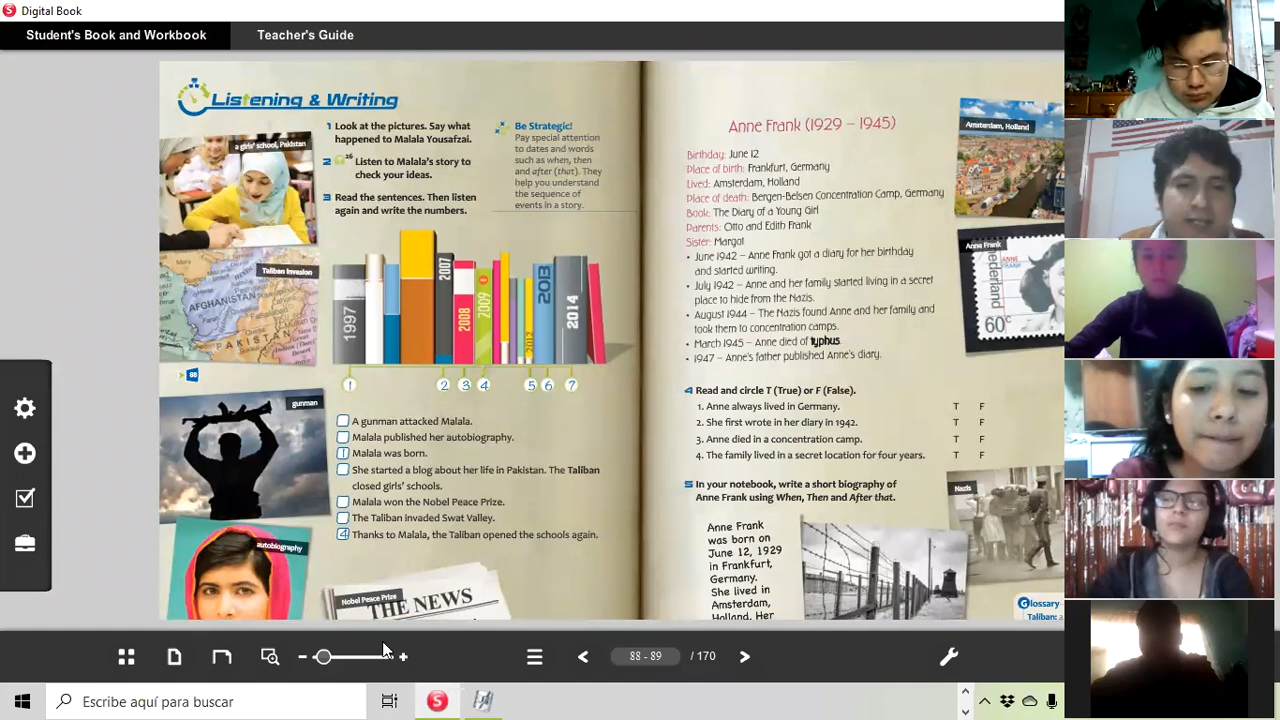 Digital Book
Student's Book and Workbook
Teacher's Guide
Listening & Writing
1 Look at the pictures. Say what
happened to Malala Yousafzai.
2 Listen to Malala's story to
check your ideas.
3 Read the sentences. Then listen
again and write the numbers.
Be Strategic!
Pay special attention
to dates and words
such as when, then
and after (that). They
help you understand
the sequence of
events in a story.
a girls' school, Pakistan
Taliban Invasion
AFGHANISTAN
PAKISTAN
88
gunman
autobiography
1997
2007
2008
2009
2012
2013
2014
1 2 3 4 5 6 7
A gunman attacked Malala.
Malala published her autobiography.
1 Malala was born.
She started a blog about her life in Pakistan. The Taliban
closed girls' schools.
Malala won the Nobel Peace Prize.
The Taliban invaded Swat Valley.
4 Thanks to Malala, the Taliban opened the schools again.
Nobel Peace Prize
THE NEWS
Anne Frank (1929 – 1945)
Birthday: June 12
Place of birth: Frankfurt, Germany
Lived: Amsterdam, Holland
Place of death: Bergen-Belsen Concentration Camp, Germany
Book: The Diary of a Young Girl
Parents: Otto and Edith Frank
Sister: Margot
• June 1942 – Anne Frank got a diary for her birthday
and started writing.
• July 1942 – Anne and her family started living in a secret
place to hide from the Nazis.
• August 1944 – The Nazis found Anne and her family and
took them to concentration camps.
• March 1945 – Anne died of typhus.
• 1947 – Anne's father published Anne's diary.
Amsterdam, Holland
Anne Frank
ANNE
FRANK
nederland
60c
4 Read and circle T (True) or F (False).
1. Anne always lived in Germany. T F
2. She first wrote in her diary in 1942. T F
3. Anne died in a concentration camp. T F
4. The family lived in a secret location for four years. T F
5 In your notebook, write a short biography of
Anne Frank using When, Then and After that.
Anne Frank
was born on
June 12, 1929
in Frankfurt,
Germany.
She lived in
Amsterdam,
Holland. Her
Nazis
Glossary
Taliban: a
88 - 89 / 170
Escribe aquí para buscar